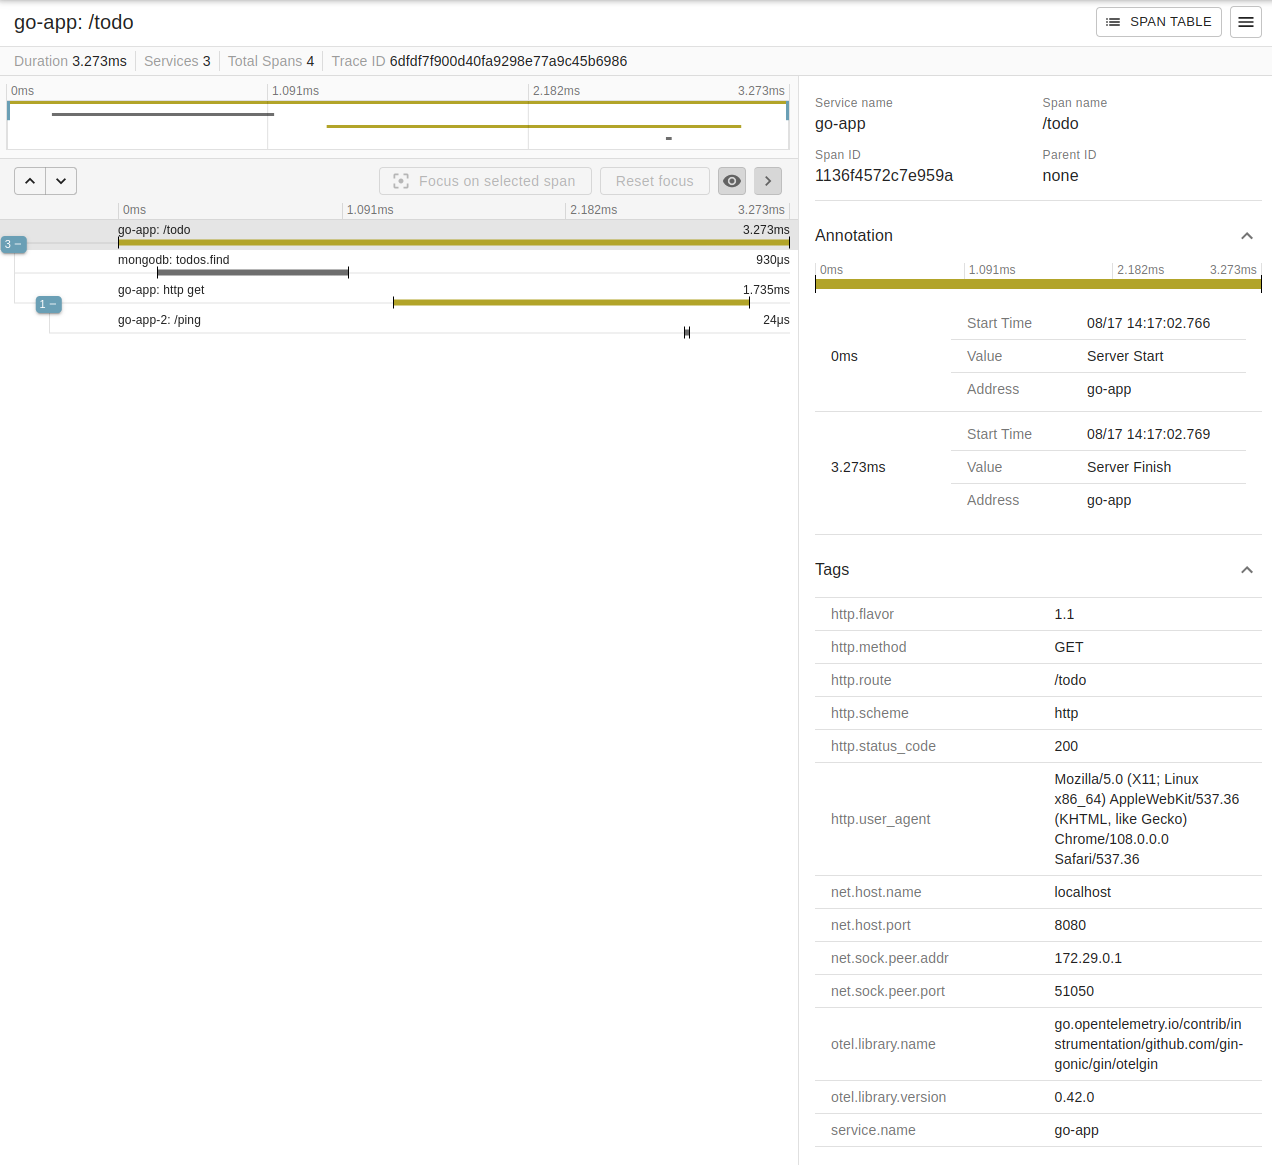 go-app: /todo
SPAN TABLE
Duration 3.273ms Services 3 Total Spans 4 Trace ID 6dfdf7f900d40fa9298e77a9c45b6986
0ms 1.091ms 2.182ms 3.273ms
Focus on selected span Reset focus
0ms 1.091ms 2.182ms 3.273ms
go-app: /todo 3.273ms
3
mongodb: todos.find 930μs
go-app: http get 1.735ms
1
go-app-2: /ping 24μs
Service name Span name
go-app /todo
Span ID Parent ID
1136f4572c7e959a none
Annotation
0ms 1.091ms 2.182ms 3.273ms
Start Time 08/17 14:17:02.766
0ms Value Server Start
Address go-app
Start Time 08/17 14:17:02.769
3.273ms Value Server Finish
Address go-app
Tags
http.flavor 1.1
http.method GET
http.route /todo
http.scheme http
http.status_code 200
http.user_agent
Mozilla/5.0 (X11; Linux
x86_64) AppleWebKit/537.36
(KHTML, like Gecko)
Chrome/108.0.0.0
Safari/537.36
net.host.name localhost
net.host.port 8080
net.sock.peer.addr 172.29.0.1
net.sock.peer.port 51050
otel.library.name
go.opentelemetry.io/contrib/in
strumentation/github.com/gin-
gonic/gin/otelgin
otel.library.version 0.42.0
service.name go-app